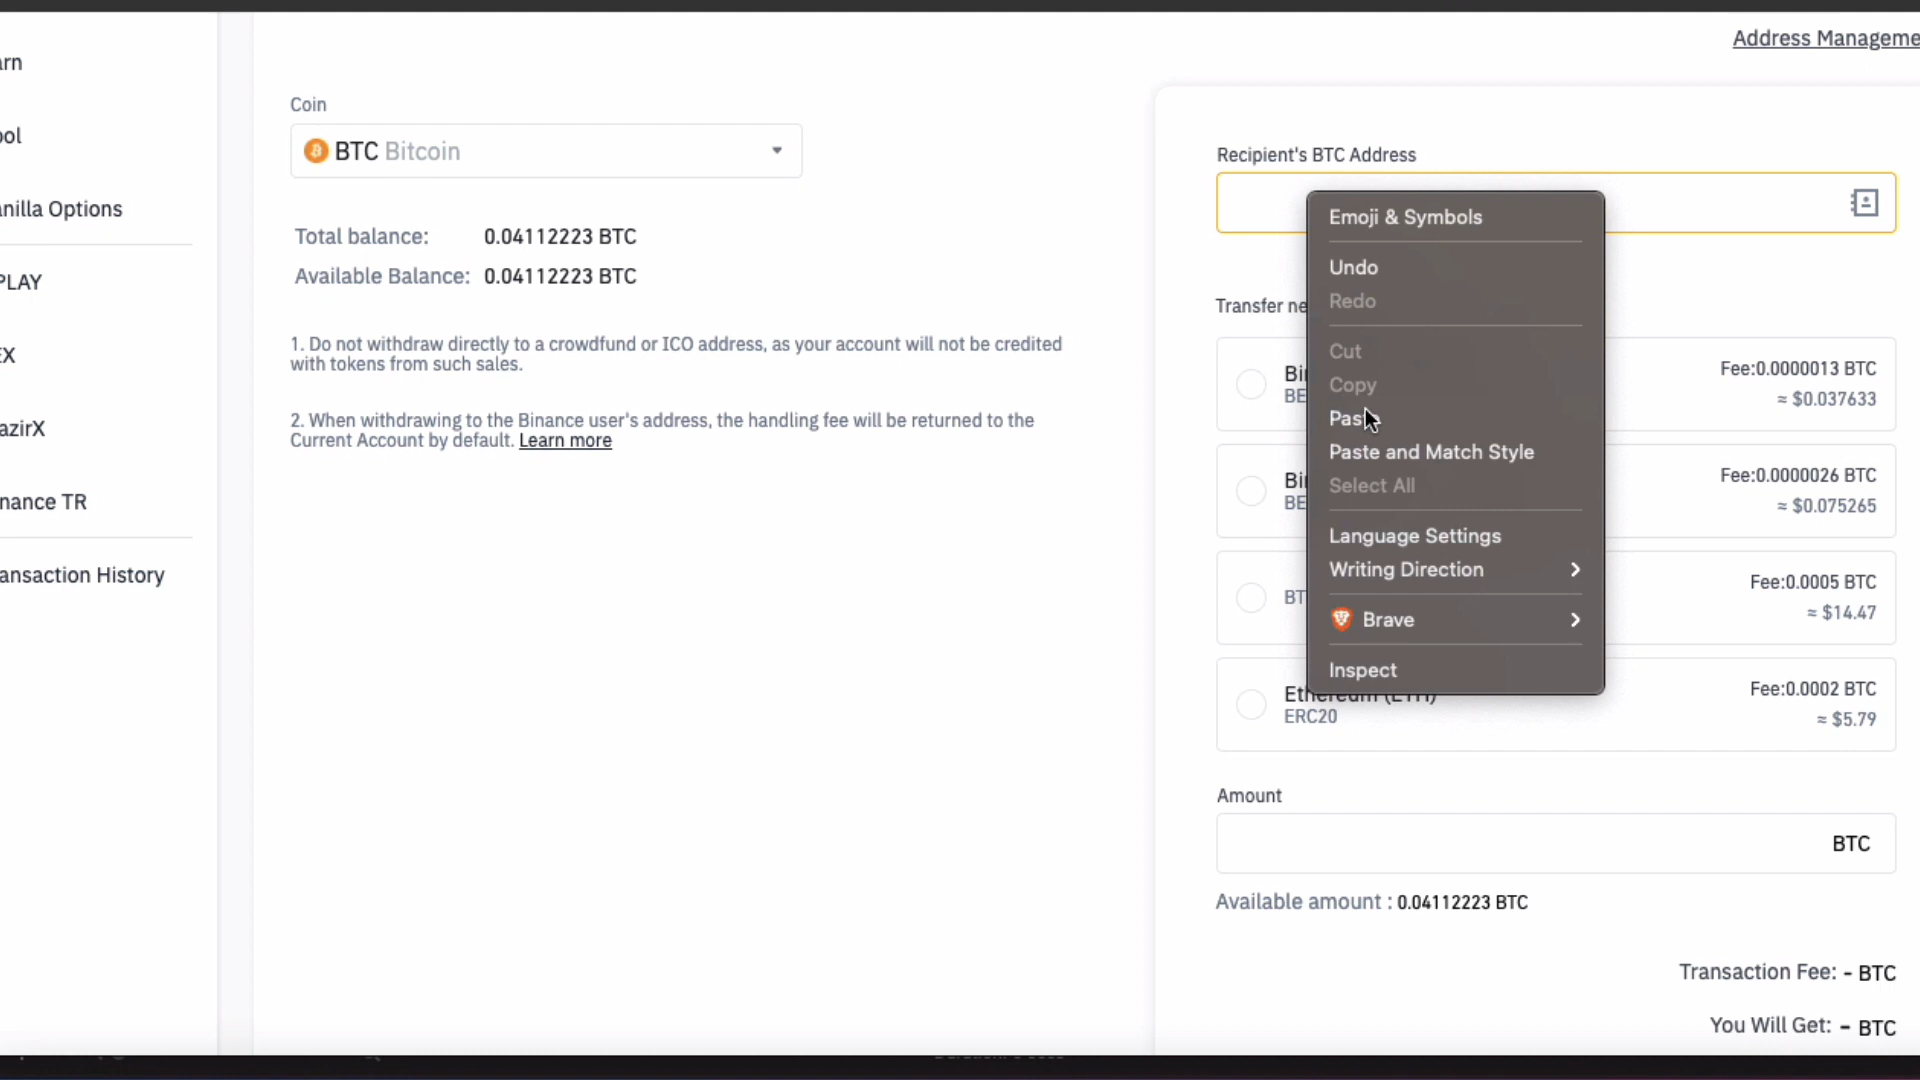 Address Manageme
rn
ool
anilla Options
PLAY
EX
azirX
nance TR
ansaction History
Coin
BTC Bitcoin
Total balance: 0.04112223 BTC
Available Balance: 0.04112223 BTC
1. Do not withdraw directly to a crowdfund or ICO address, as your account will not be credited
with tokens from such sales.
2. When withdrawing to the Binance user's address, the handling fee will be returned to the
Current Account by default. Learn more
Recipient's BTC Address
Emoji & Symbols
Undo
Redo
Cut
Copy
Paste
Paste and Match Style
Select All
Language Settings
Writing Direction
Brave
Inspect
Transfer ne
Bi
BE
Fee:0.0000013 BTC
≈ $0.037633
Bi
BE
Fee:0.0000026 BTC
≈ $0.075265
BT
Fee:0.0005 BTC
≈ $14.47
Ethereum (ETH)
ERC20
Fee:0.0002 BTC
≈ $5.79
Amount
BTC
Available amount : 0.04112223 BTC
Transaction Fee: - BTC
You Will Get: - BTC